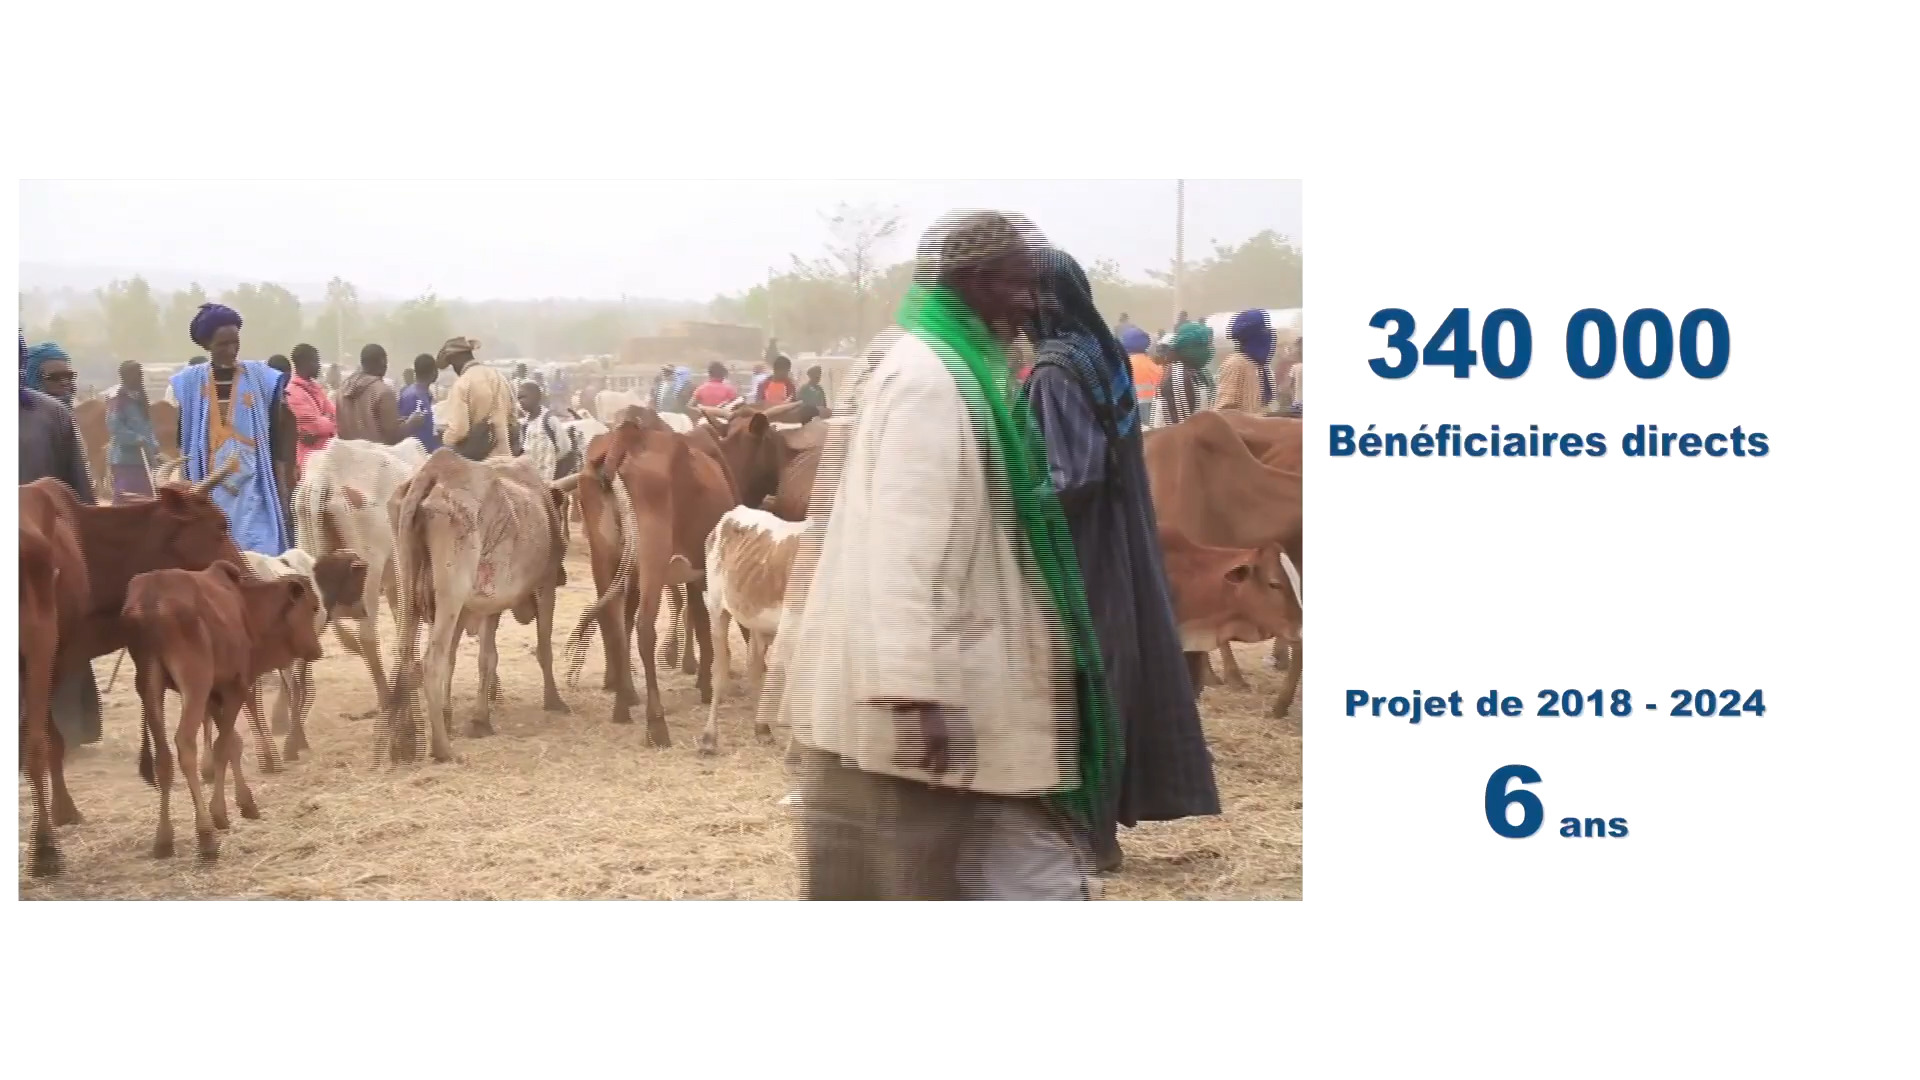 340 000
Bénéficiaires directs
Projet de 2018 - 2024
6 ans